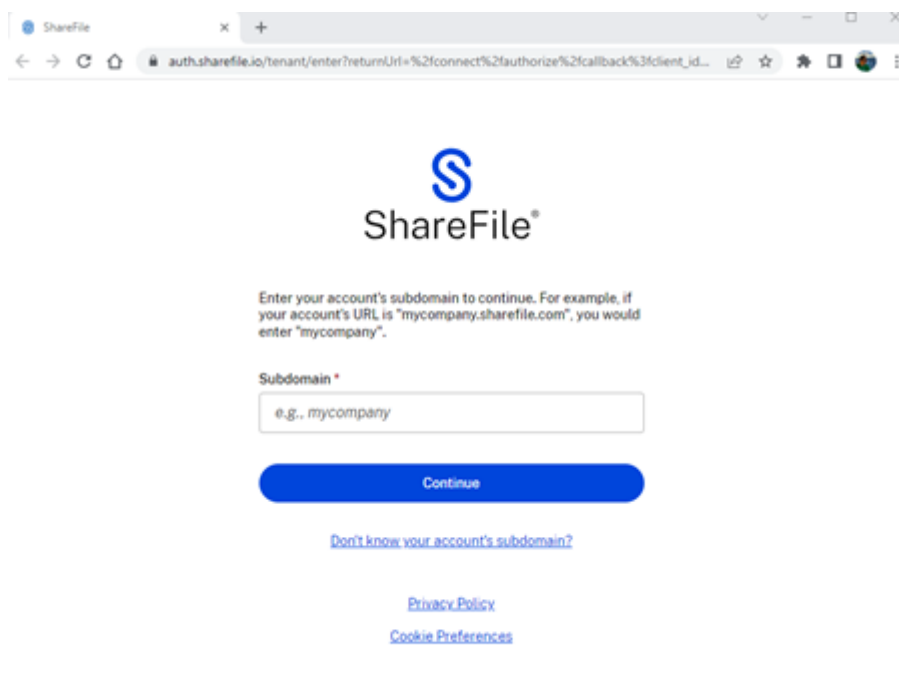 ShareFile
auth.sharefile.io/tenant/enter?returnUrl=%2fconnect%2fauthorize%2fcallback%3fclient_id...
ShareFile®
Enter your account's subdomain to continue. For example, if
your account's URL is "mycompany.sharefile.com", you would
enter "mycompany".
Subdomain *
e.g., mycompany
Continue
Don't know your account's subdomain?
Privacy Policy
Cookie Preferences